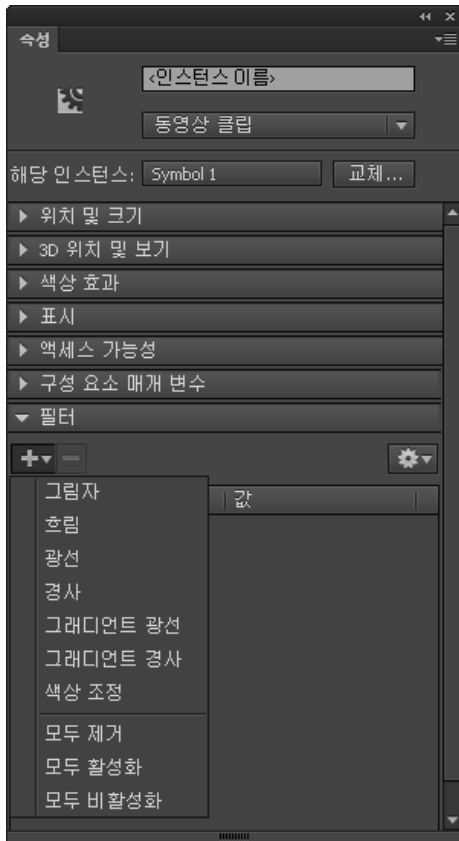 속성
<인스턴스 이름>
동영상 클립
해당 인스턴스: Symbol 1 교체...
위치 및 크기
3D 위치 및 보기
색상 효과
표시
액세스 가능성
구성 요소 매개 변수
필터
값
그림자
흐림
광선
경사
그래디언트 광선
그래디언트 경사
색상 조정
모두 제거
모두 활성화
모두 비활성화